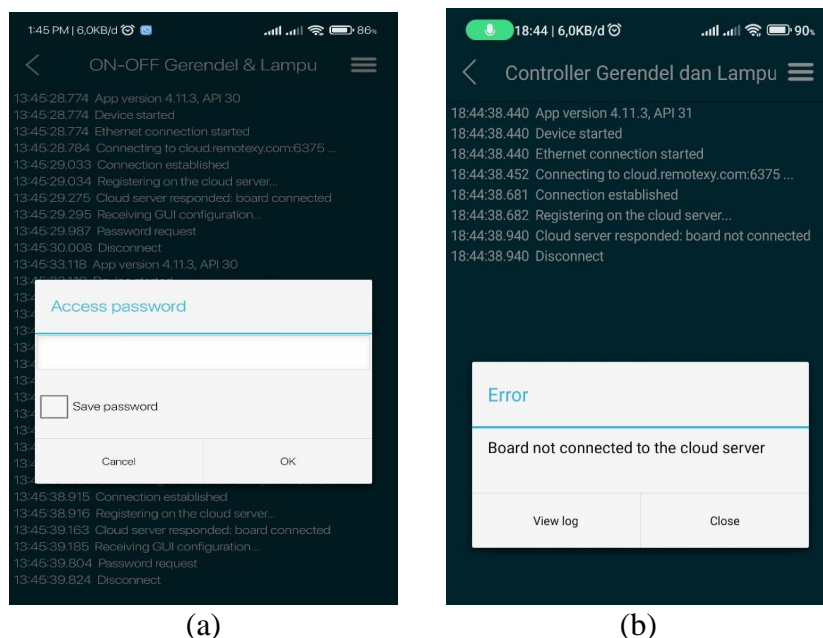 1:45 PM | 6,0KB/d
86%
ON-OFF Gerendel & Lampu
13:45:28.774 App version 4.11.3, API 30
13:45:28.774 Device started
13:45:28.774 Ethernet connection started
13:45:28.784 Connecting to cloud.remotexy.com:6375 ...
13:45:29.033 Connection established
13:45:29.034 Registering on the cloud server...
13:45:29.275 Cloud server responded: board connected
13:45:29.295 Receiving GUI configuration...
13:45:29.987 Password request
13:45:30.008 Disconnect
13:45:33.118 App version 4.11.3, API 30
Access password
Save password
Cancel
OK
13:45:38.915 Connection established
13:45:38.916 Registering on the cloud server...
13:45:39.163 Cloud server responded: board connected
13:45:39.185 Receiving GUI configuration...
13:45:39.804 Password request
13:45:39.824 Disconnect
(a)
18:44 | 6,0KB/d
90%
Controller Gerendel dan Lampu
18:44:38.440 App version 4.11.3, API 31
18:44:38.440 Device started
18:44:38.440 Ethernet connection started
18:44:38.452 Connecting to cloud.remotexy.com:6375 ...
18:44:38.681 Connection established
18:44:38.682 Registering on the cloud server...
18:44:38.940 Cloud server responded: board not connected
18:44:38.940 Disconnect
Error
Board not connected to the cloud server
View log
Close
(b)